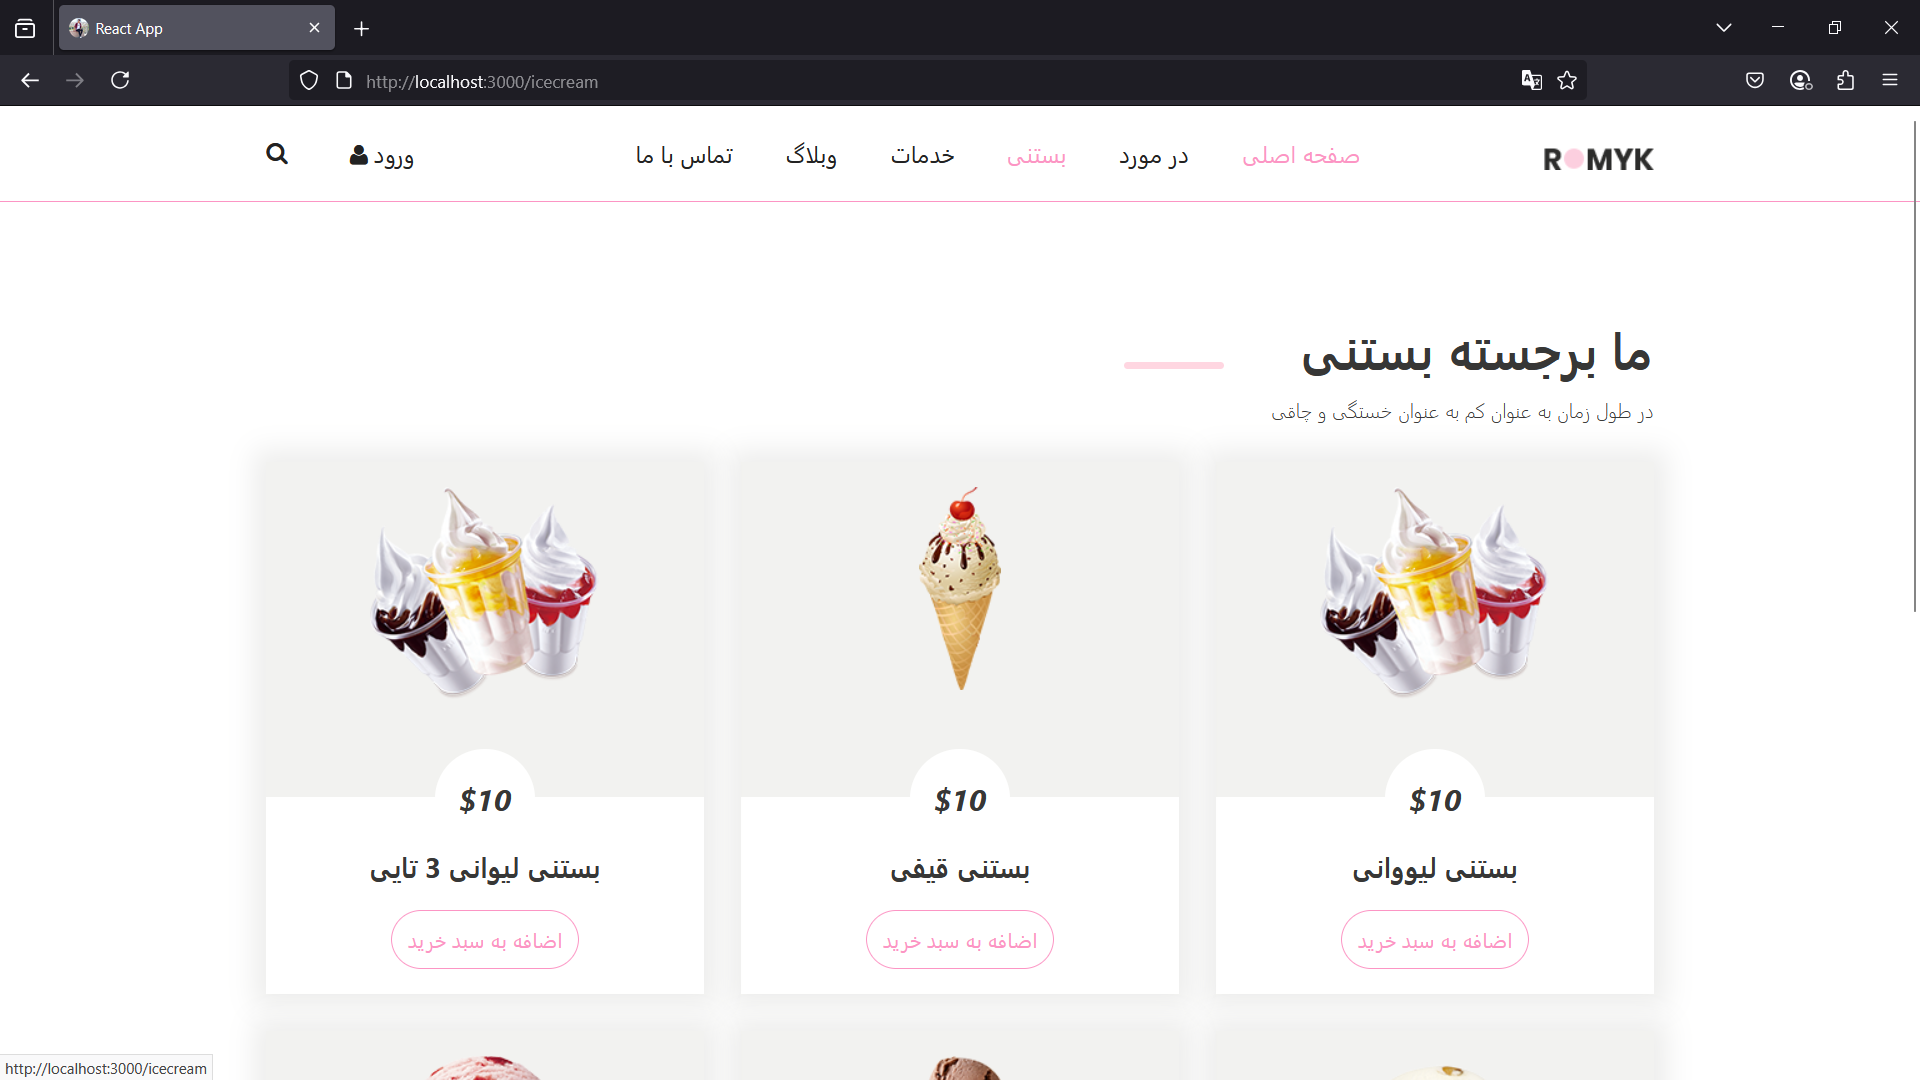 React App
http://localhost:3000/icecream
ROMYK
صفحه اصلی
در مورد
بستنی
خدمات
وبلاگ
تماس با ما
ورود
ما برجسته بستنی
در طول زمان به عنوان کم به عنوان خستگی و چاقی
$10
$10
$10
بستنی لیووانی
بستنی قیفی
بستنی لیوانی 3 تایی
اضافه به سبد خرید
اضافه به سبد خرید
اضافه به سبد خرید
http://localhost:3000/icecream